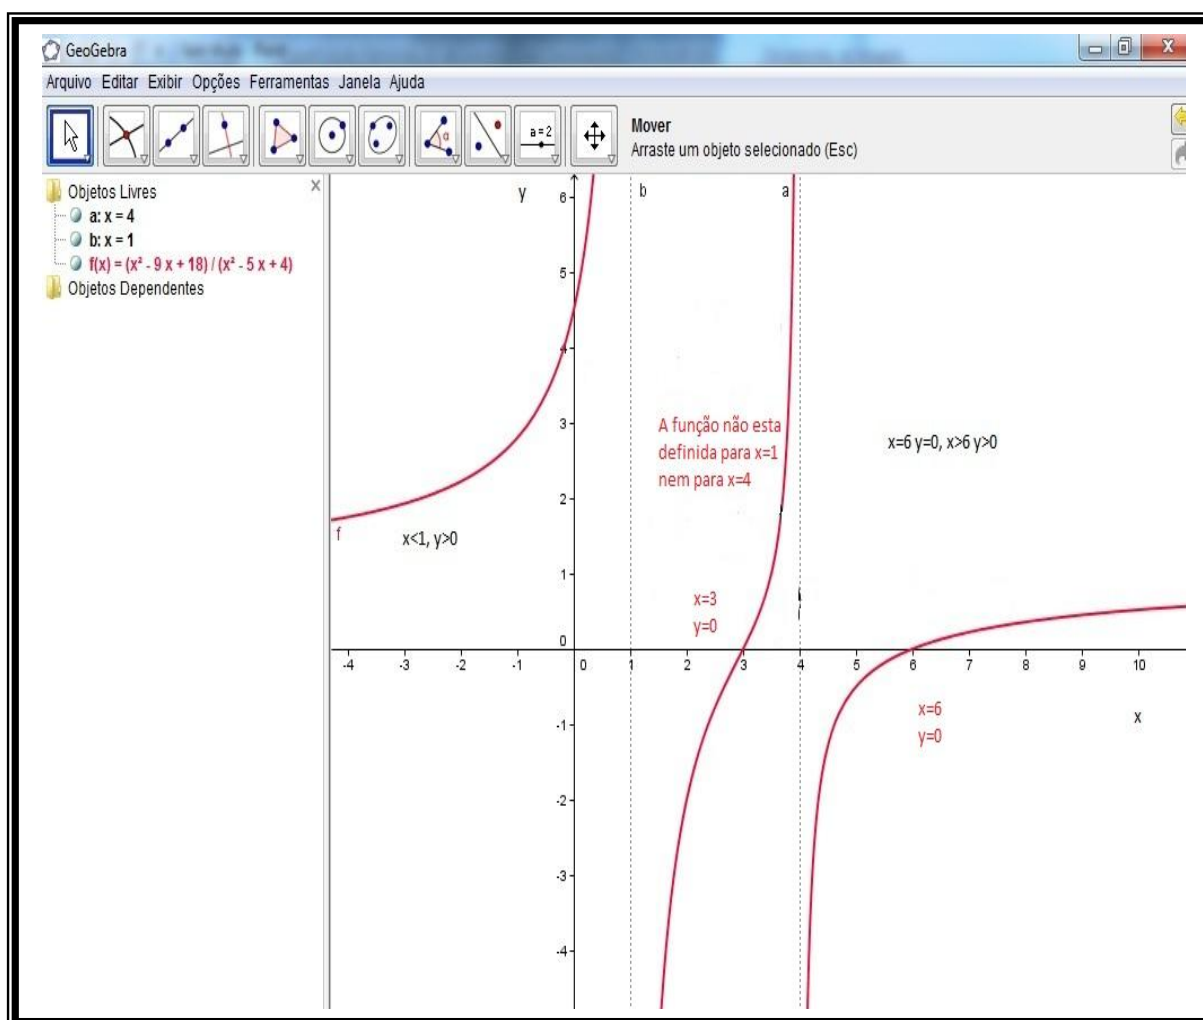 GeoGebra
Arquivo Editar Exibir Opções Ferramentas Janela Ajuda
a=2
Mover
Arraste um objeto selecionado (Esc)
Objetos Livres
a: x = 4
b: x = 1
f(x) = (x² - 9 x + 18) / (x² - 5 x + 4)
Objetos Dependentes
y
b
a
6
5
4
3
2
1
0
-1
-2
-3
-4
A função não esta
definida para x=1
nem para x=4
x=6 y=0, x>6 y>0
f
x<1, y>0
x=3
y=0
-4 -3 -2 -1 0 1 2 3 4 5 6 7 8 9 10
x=6
y=0
x